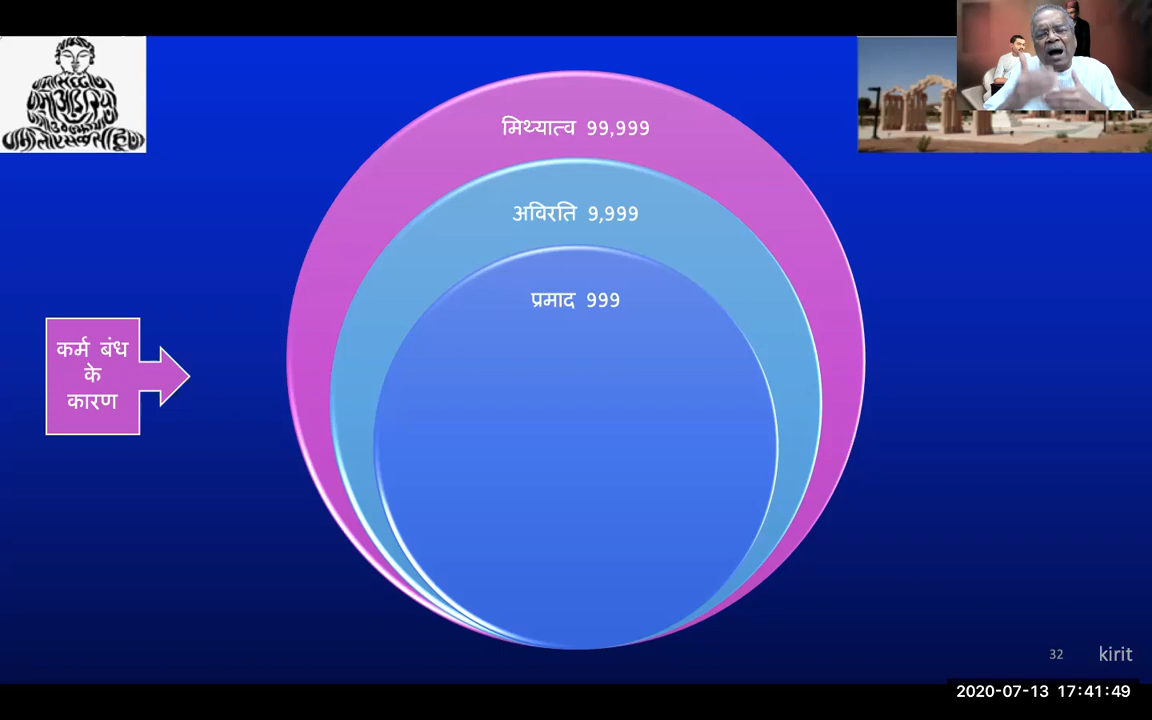 मिथ्यात्व 99,999
अविरति 9,999
प्रमाद 999
कर्म बंध
के
कारण
32 kirit
2020-07-13 17:41:49